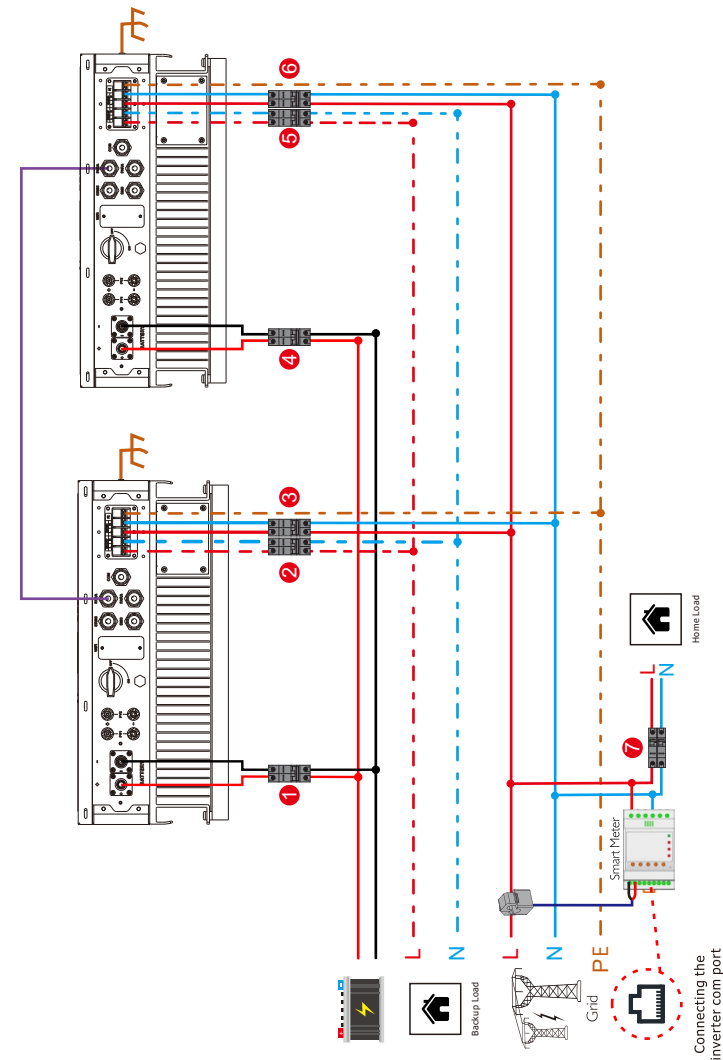 6
5
4
BATTERY
3
2
1
BATTERY
7
L
N
Home Load
Smart Meter
L
N
L
N
PE
Backup Load
Grid
Connecting the
inverter com port